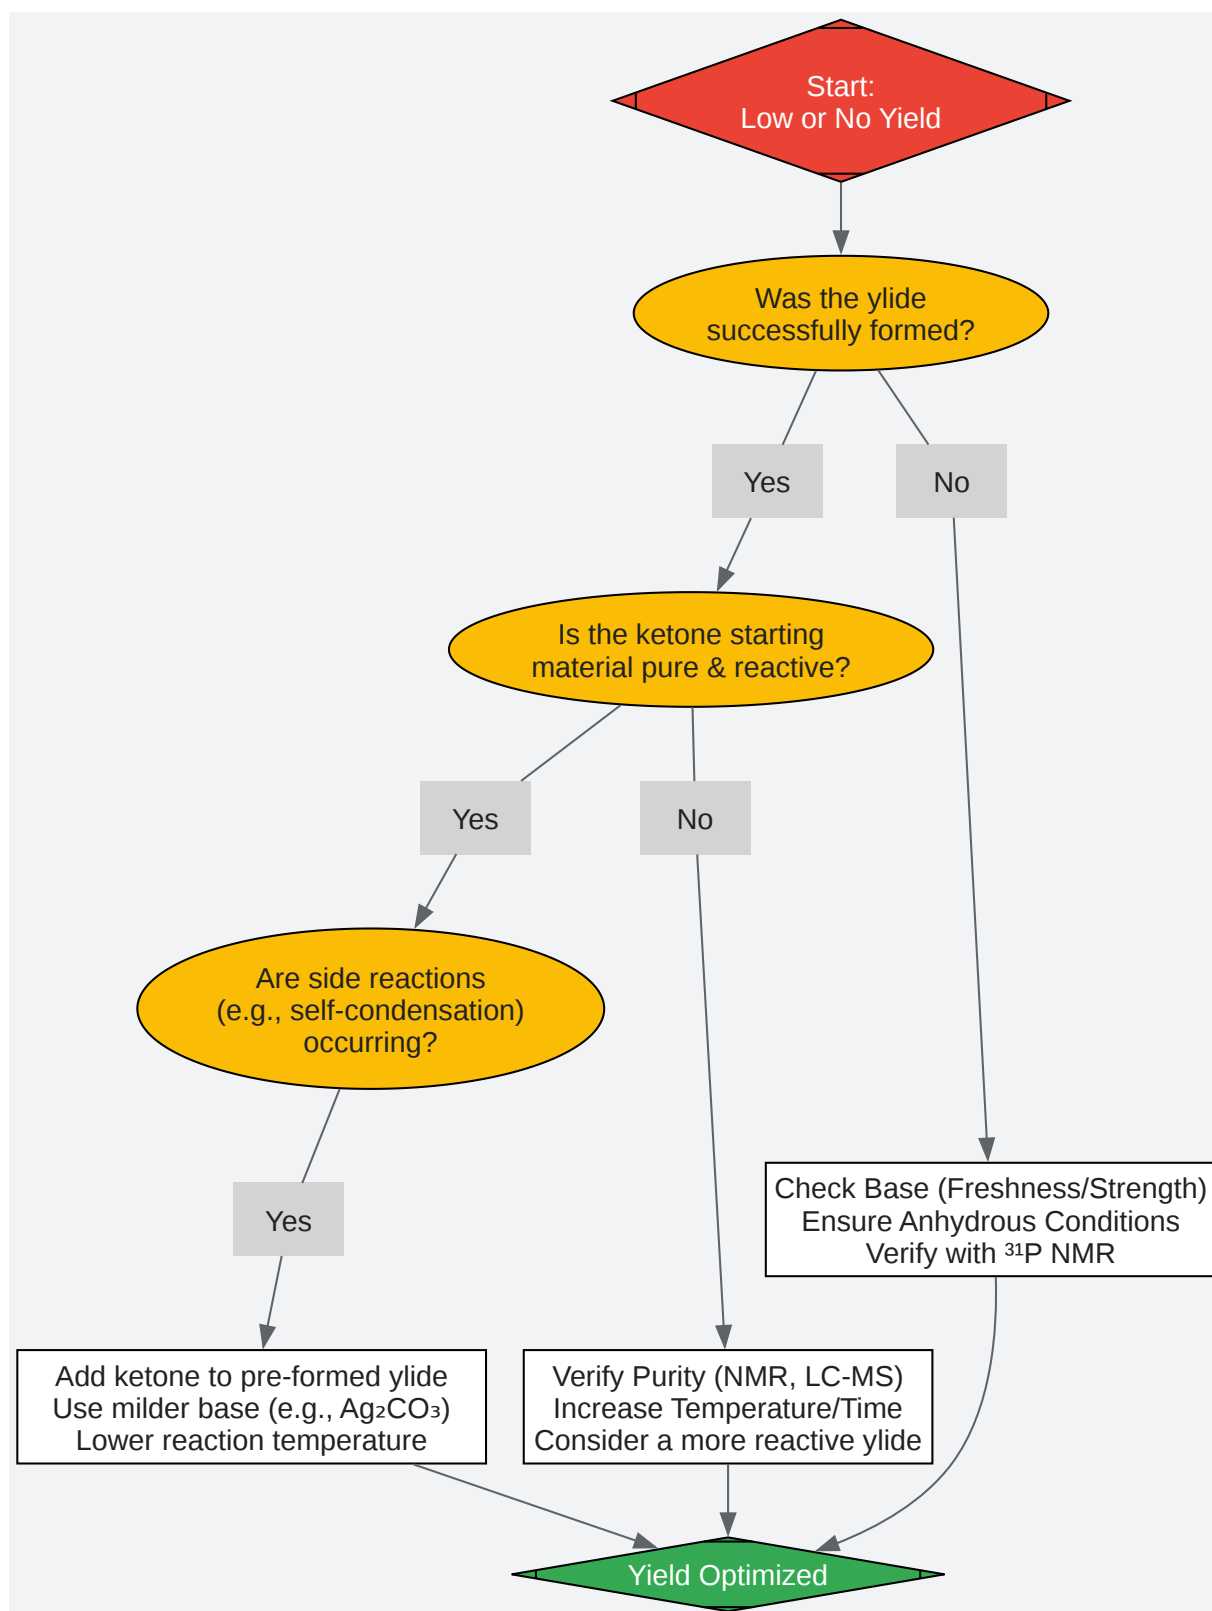 Start:
Low or No Yield
Was the ylide
successfully formed?
Yes
No
Is the ketone starting
material pure & reactive?
Yes
No
Are side reactions
(e.g., self-condensation)
occurring?
Yes
Check Base (Freshness/Strength)
Ensure Anhydrous Conditions
Verify with ³¹P NMR
Add ketone to pre-formed ylide
Use milder base (e.g., Ag₂CO₃)
Lower reaction temperature
Verify Purity (NMR, LC-MS)
Increase Temperature/Time
Consider a more reactive ylide
Yield Optimized